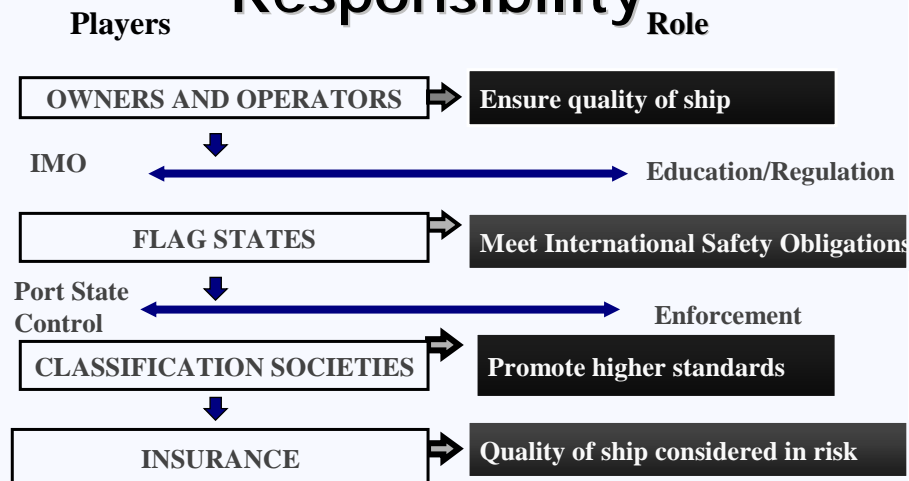 Responsibility
Players Role
OWNERS AND OPERATORS Ensure quality of ship
IMO Education/Regulation
FLAG STATES Meet International Safety Obligations
Port State
Control Enforcement
CLASSIFICATION SOCIETIES Promote higher standards
INSURANCE Quality of ship considered in risk